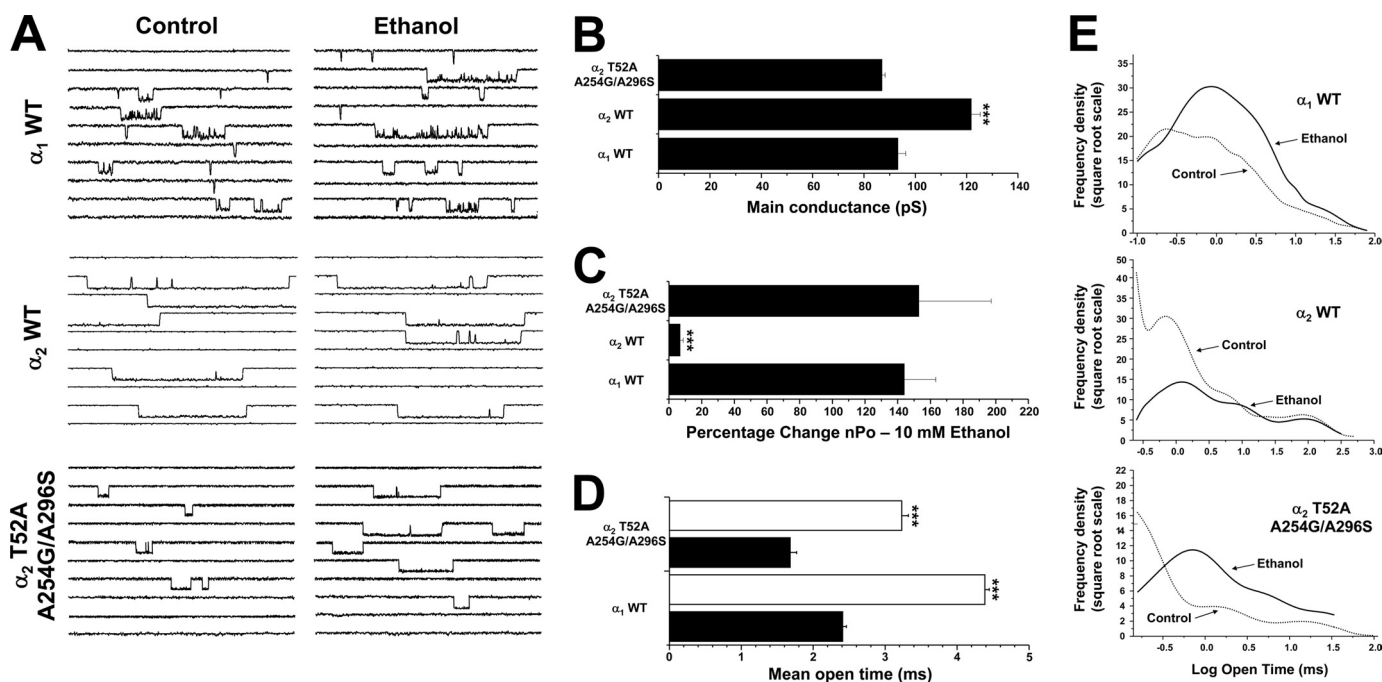 A
Control
Ethanol
α1 WT
α2 WT
α2 T52A
A254G/A296S
B
α2 T52A
A254G/A296S
α2 WT
α1 WT
***
0 20 40 60 80 100 120 140
Main conductance (pS)
C
α2 T52A
A254G/A296S
α2 WT
α1 WT
***
0 20 40 60 80 100 120 140 160 180 200 220
Percentage Change nPo – 10 mM Ethanol
D
α2 T52A
A254G/A296S
α1 WT
***
***
0 1 2 3 4 5
Mean open time (ms)
E
Frequency density
(square root scale)
35
30
25
20
15
10
5
0
α1 WT
Ethanol
Control
-1.0 -0.5 0.0 0.5 1.0 1.5 2.0
Frequency density
(square root scale)
50
40
35
30
25
20
15
10
5
0
α2 WT
Control
Ethanol
-0.5 0.0 0.5 1.0 1.5 2.0 2.5 3.0
Frequency density
(square root scale)
22
20
18
16
14
12
10
8
6
4
2
0
α2 T52A
A254G/A296S
Ethanol
Control
-0.5 0.0 0.5 1.0 1.5 2.0
Log Open Time (ms)